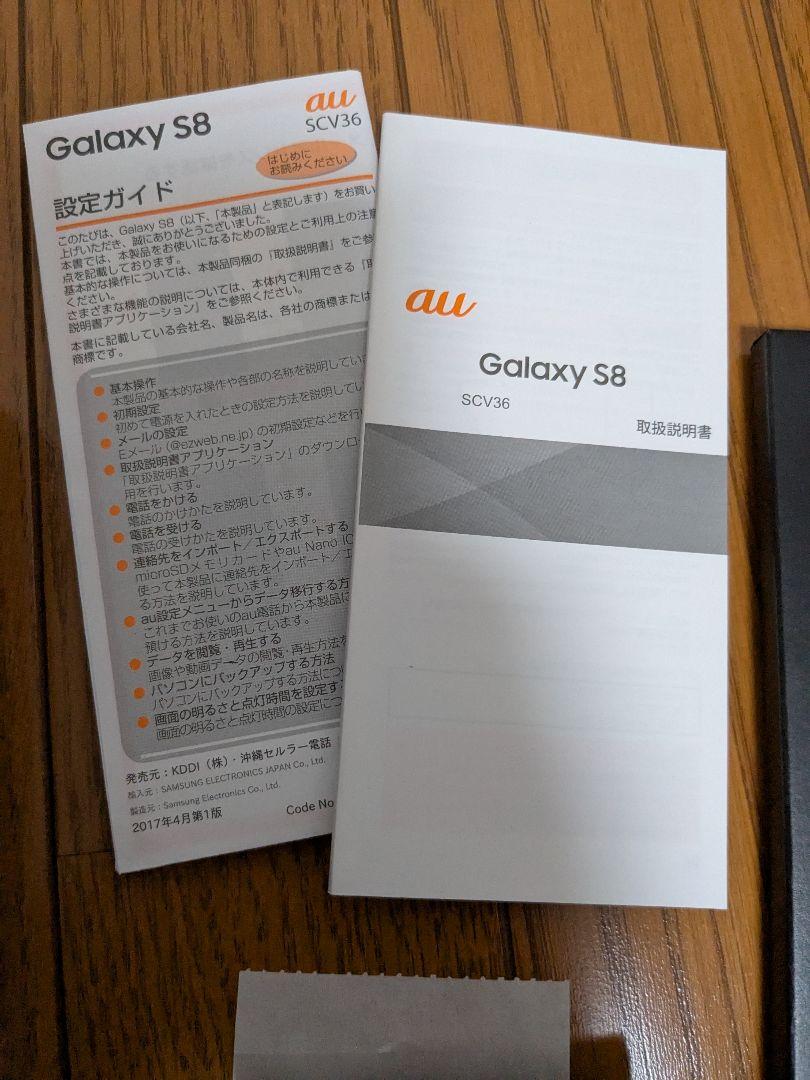 Galaxy S8
au
SCV36
はじめに
お読みください
設定ガイド
このたびは、Galaxy S8（以下、「本製品」と表記します）をお買い
上げいただき、誠にありがとうございました。
本書では、本製品をお使いになるための設定とご利用上の注意
点を記載しております。
基本的な操作については、本製品同梱の『取扱説明書』をご参
ください。
さまざまな機能の説明については、本体内で利用できる『取
説明書アプリケーション』をご参照ください。
本書に記載している会社名、製品名は、各社の商標または
商標です。
● 基本操作
本製品の基本的な操作や各部の名称を説明してい
● 初期設定
初めて電源を入れたときの設定方法を説明してい
● メールの設定
Eメール（@ezweb.ne.jp）の初期設定などを行い
● 取扱説明書アプリケーション
「取扱説明書アプリケーション」のダウンロー
用を行います。
● 電話をかける
電話のかけかたを説明しています。
● 電話を受ける
電話の受けかたを説明しています。
● 連絡先をインポート／エクスポートする
microSDメモリカードやau Nano IC
使って本製品に連絡先をインポート／エ
る方法を説明しています。
● au設定メニューからデータ移行する方
これまでお使いのau電話から本製品に
預ける方法を説明しています。
● データを閲覧・再生する
画像や動画データの閲覧・再生方法を
● パソコンにバックアップする方法
パソコンにバックアップする方法につ
● 画面の明るさと点灯時間を設定す
画面の明るさと点灯時間の設定につ
発売元：KDDI（株）・沖縄セルラー電話
輸入元：SAMSUNG ELECTRONICS JAPAN Co., Ltd.
製造元：Samsung Electronics Co., Ltd.
2017年4月第1版
Code No
au
Galaxy S8
SCV36
取扱説明書